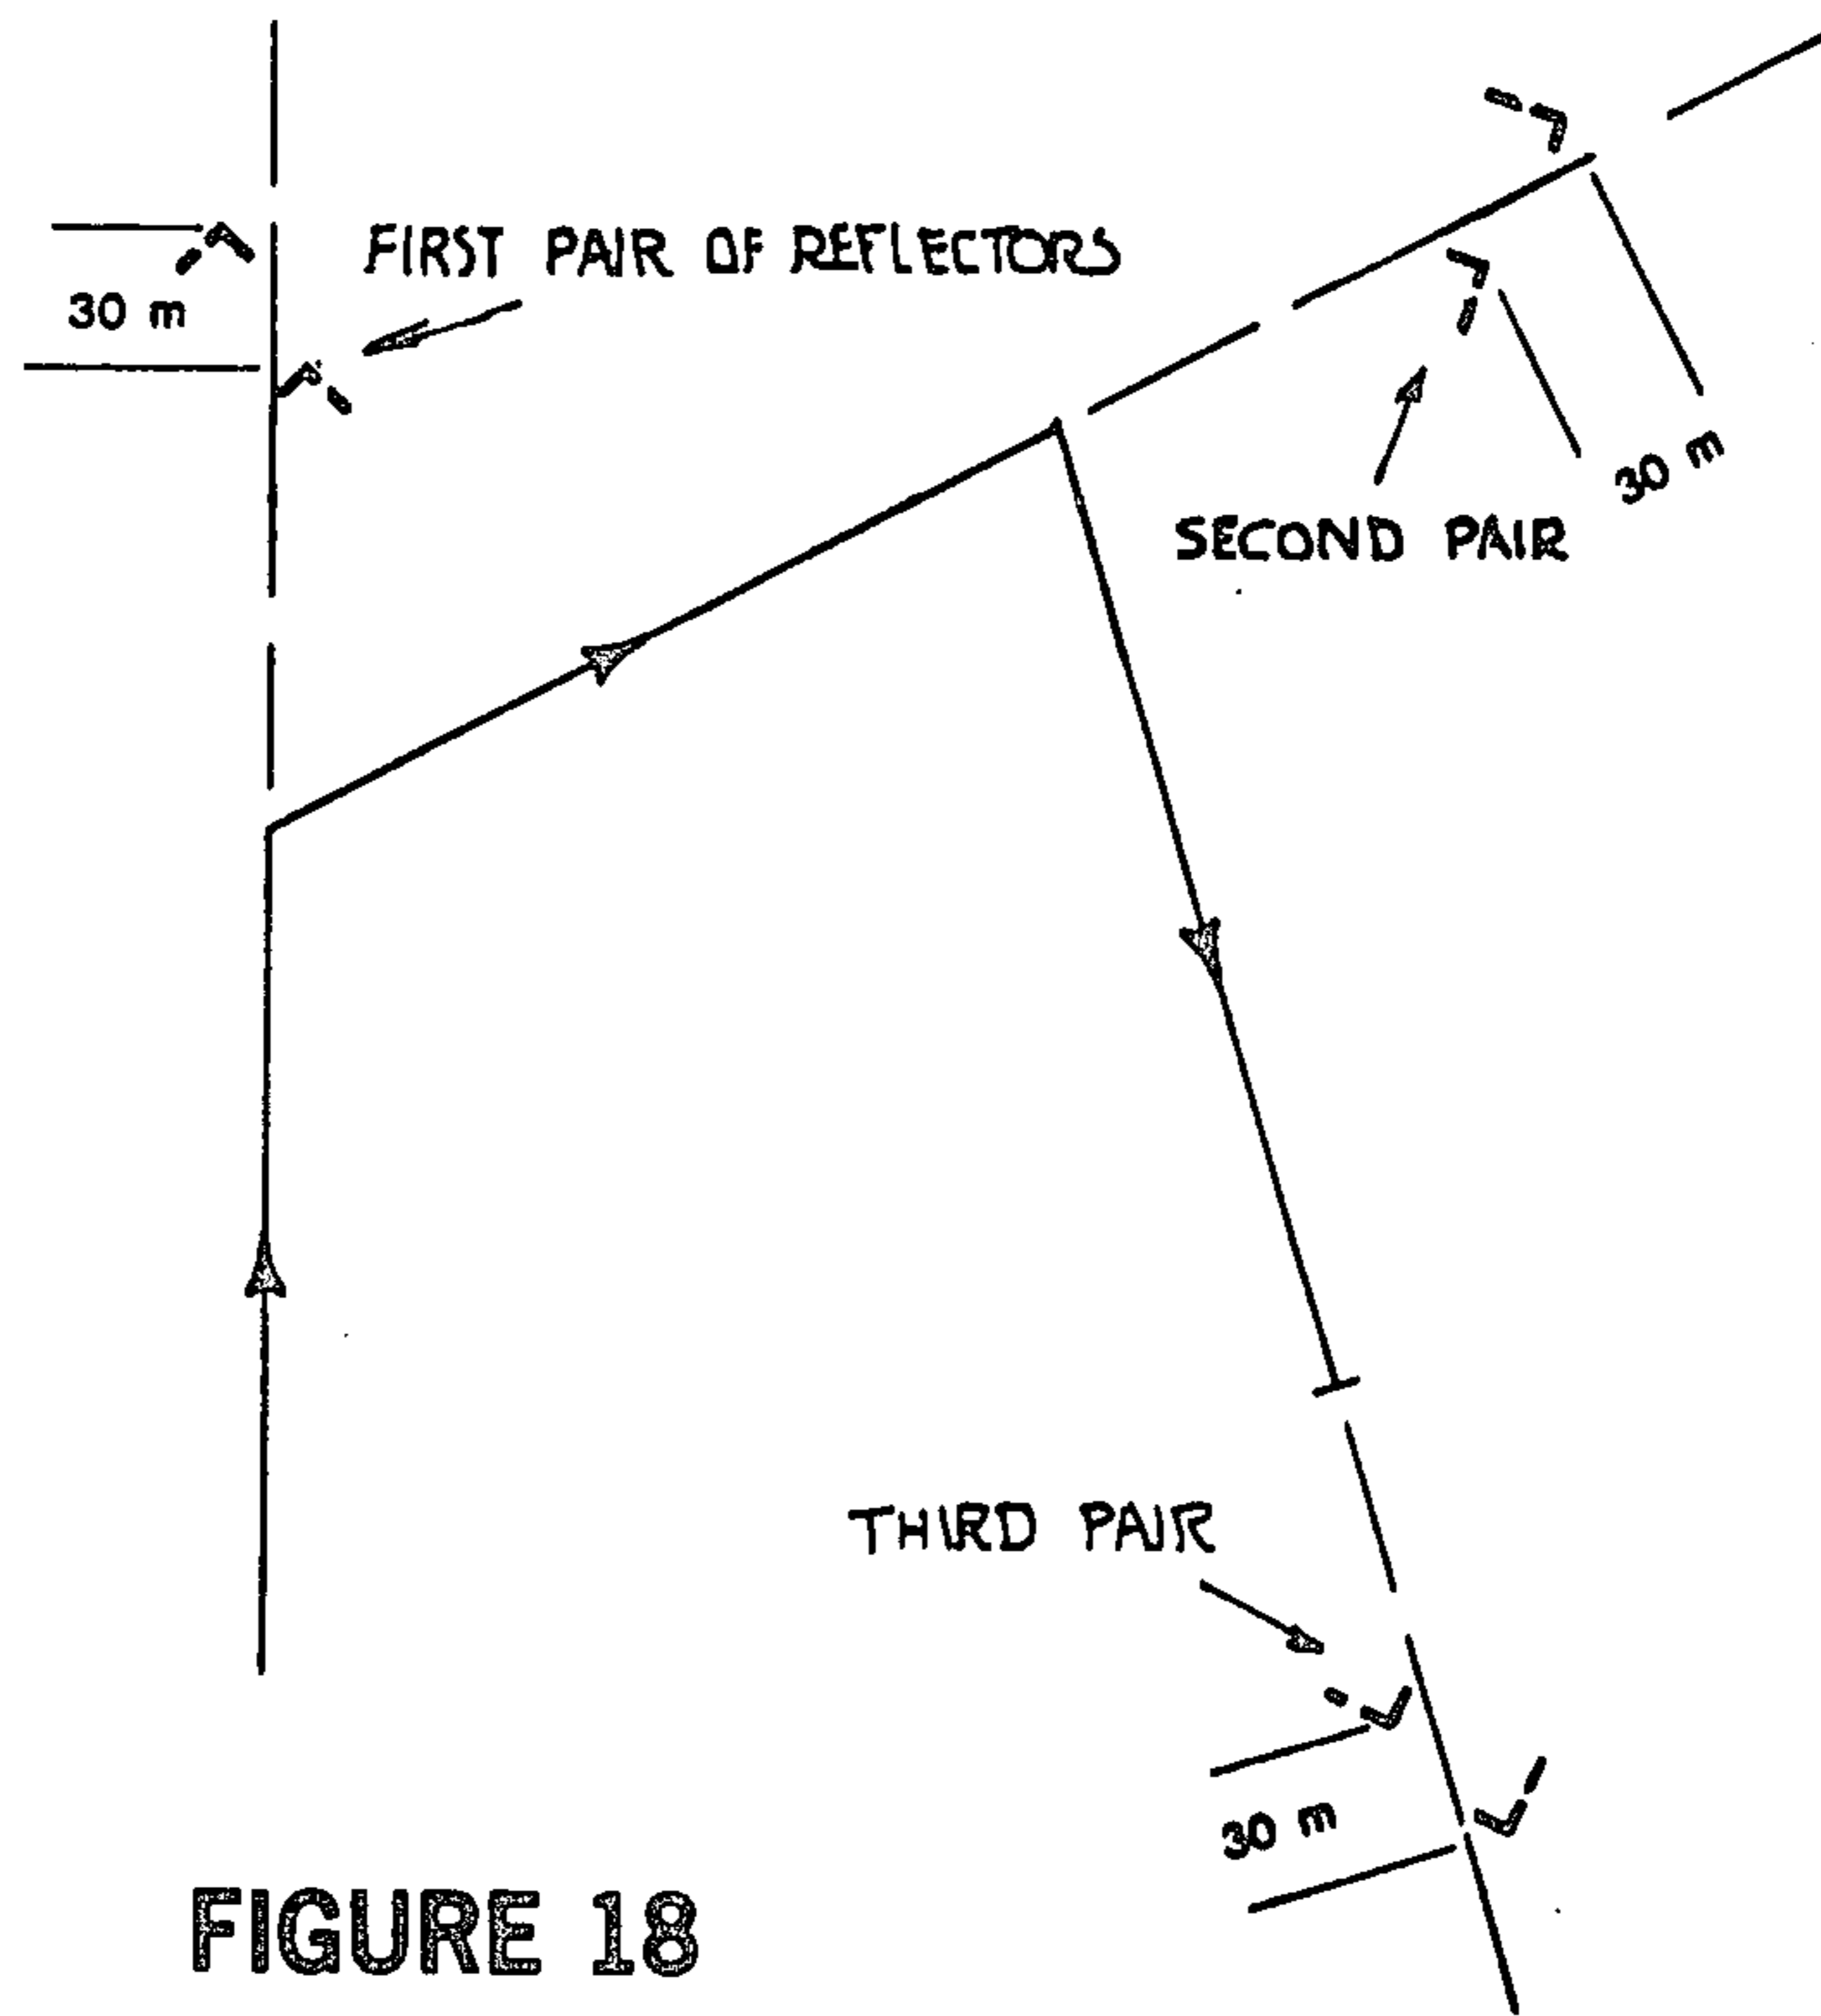 FIRST PAIR OF REFLECTORS
30 m
SECOND PAIR
30 m
THIRD PAIR
30 m
FIGURE 18